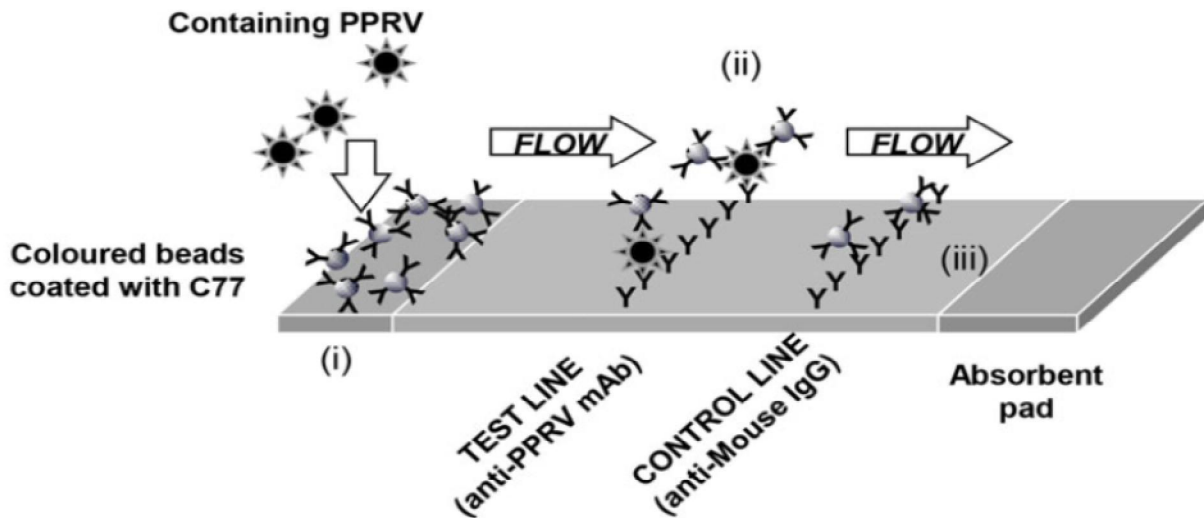 Containing PPRV
(ii)
FLOW
FLOW
Coloured beads
coated with C77
(iii)
(i)
TEST LINE
(anti-PPRV mAb)
CONTROL LINE
(anti-Mouse IgG)
Absorbent
pad